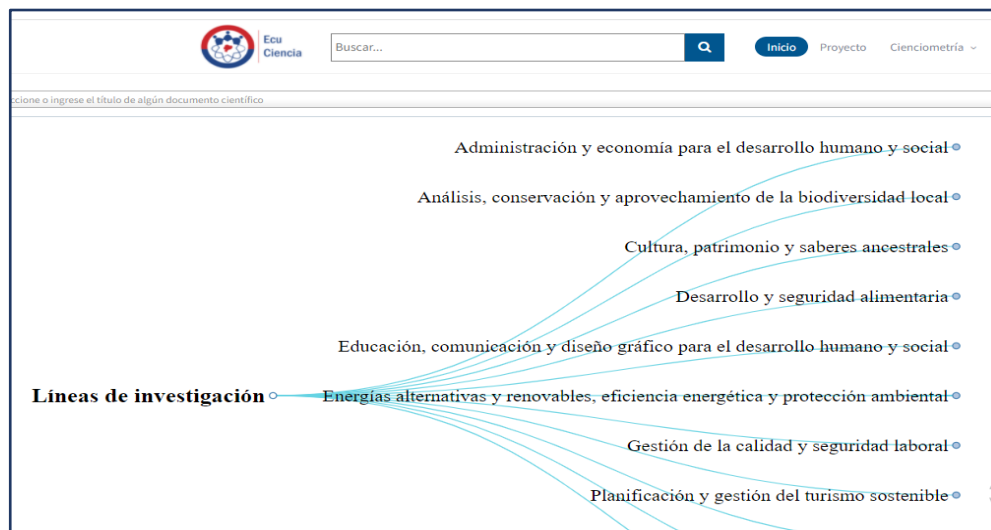 Ecu
Ciencia
Buscar...
Inicio
Proyecto
Cienciometría
ccione o ingrese el título de algún documento científico
Administración y economía para el desarrollo humano y social
Análisis, conservación y aprovechamiento de la biodiversidad local
Cultura, patrimonio y saberes ancestrales
Desarrollo y seguridad alimentaria
Educación, comunicación y diseño gráfico para el desarrollo humano y social
Líneas de investigación
Energías alternativas y renovables, eficiencia energética y protección ambiental
Gestión de la calidad y seguridad laboral
Planificación y gestión del turismo sostenible